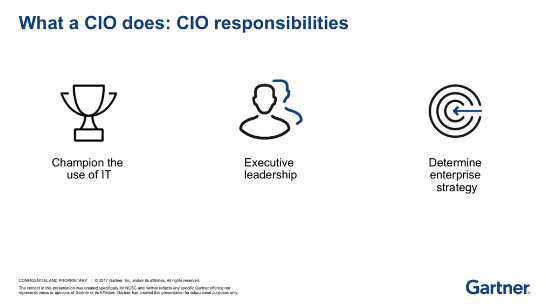 What a CIO does: CIO responsibilities
Champion the
use of IT
Executive
leadership
Determine
enterprise
strategy
CONFIDENTIAL AND PROPRIETARY | © 2017 Gartner, Inc. and/or its affiliates. All rights reserved.
The content in this presentation was created specifically for NCSC and neither reflects any specific Gartner offering nor
represents views or opinions of Gartner or its Affiliates. Gartner has created this presentation for educational purposes only.
Gartner